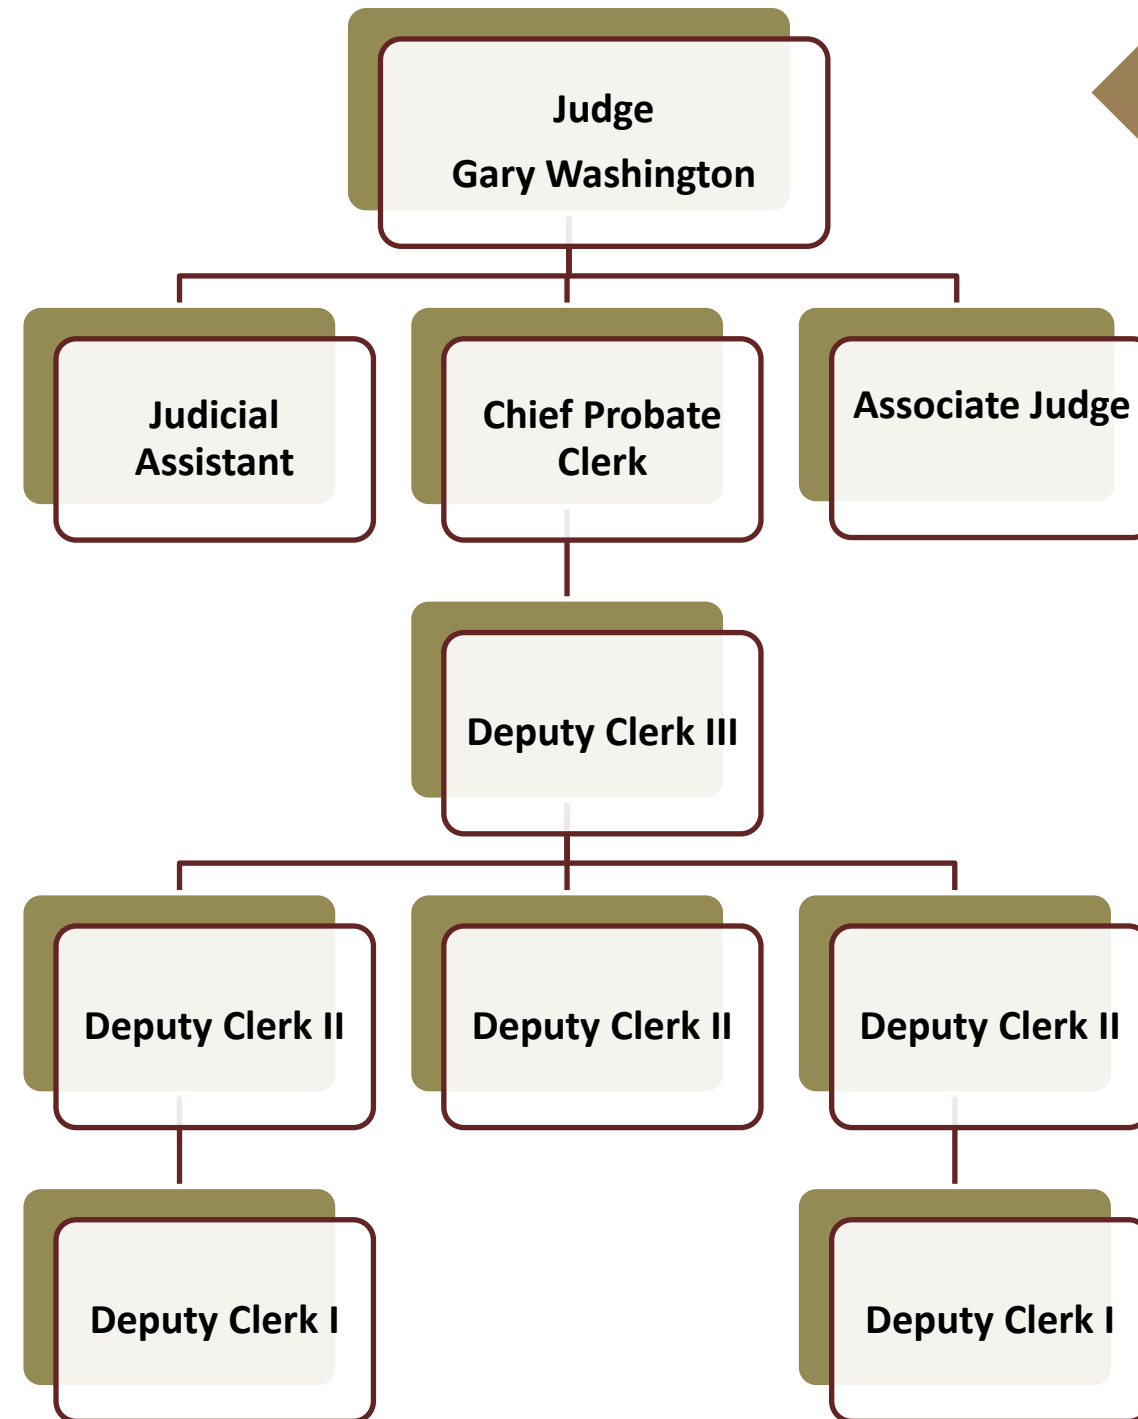 Judge
Gary Washington
Judicial
Assistant
Chief Probate
Clerk
Associate Judge
Deputy Clerk III
Deputy Clerk II
Deputy Clerk II
Deputy Clerk II
Deputy Clerk I
Deputy Clerk I